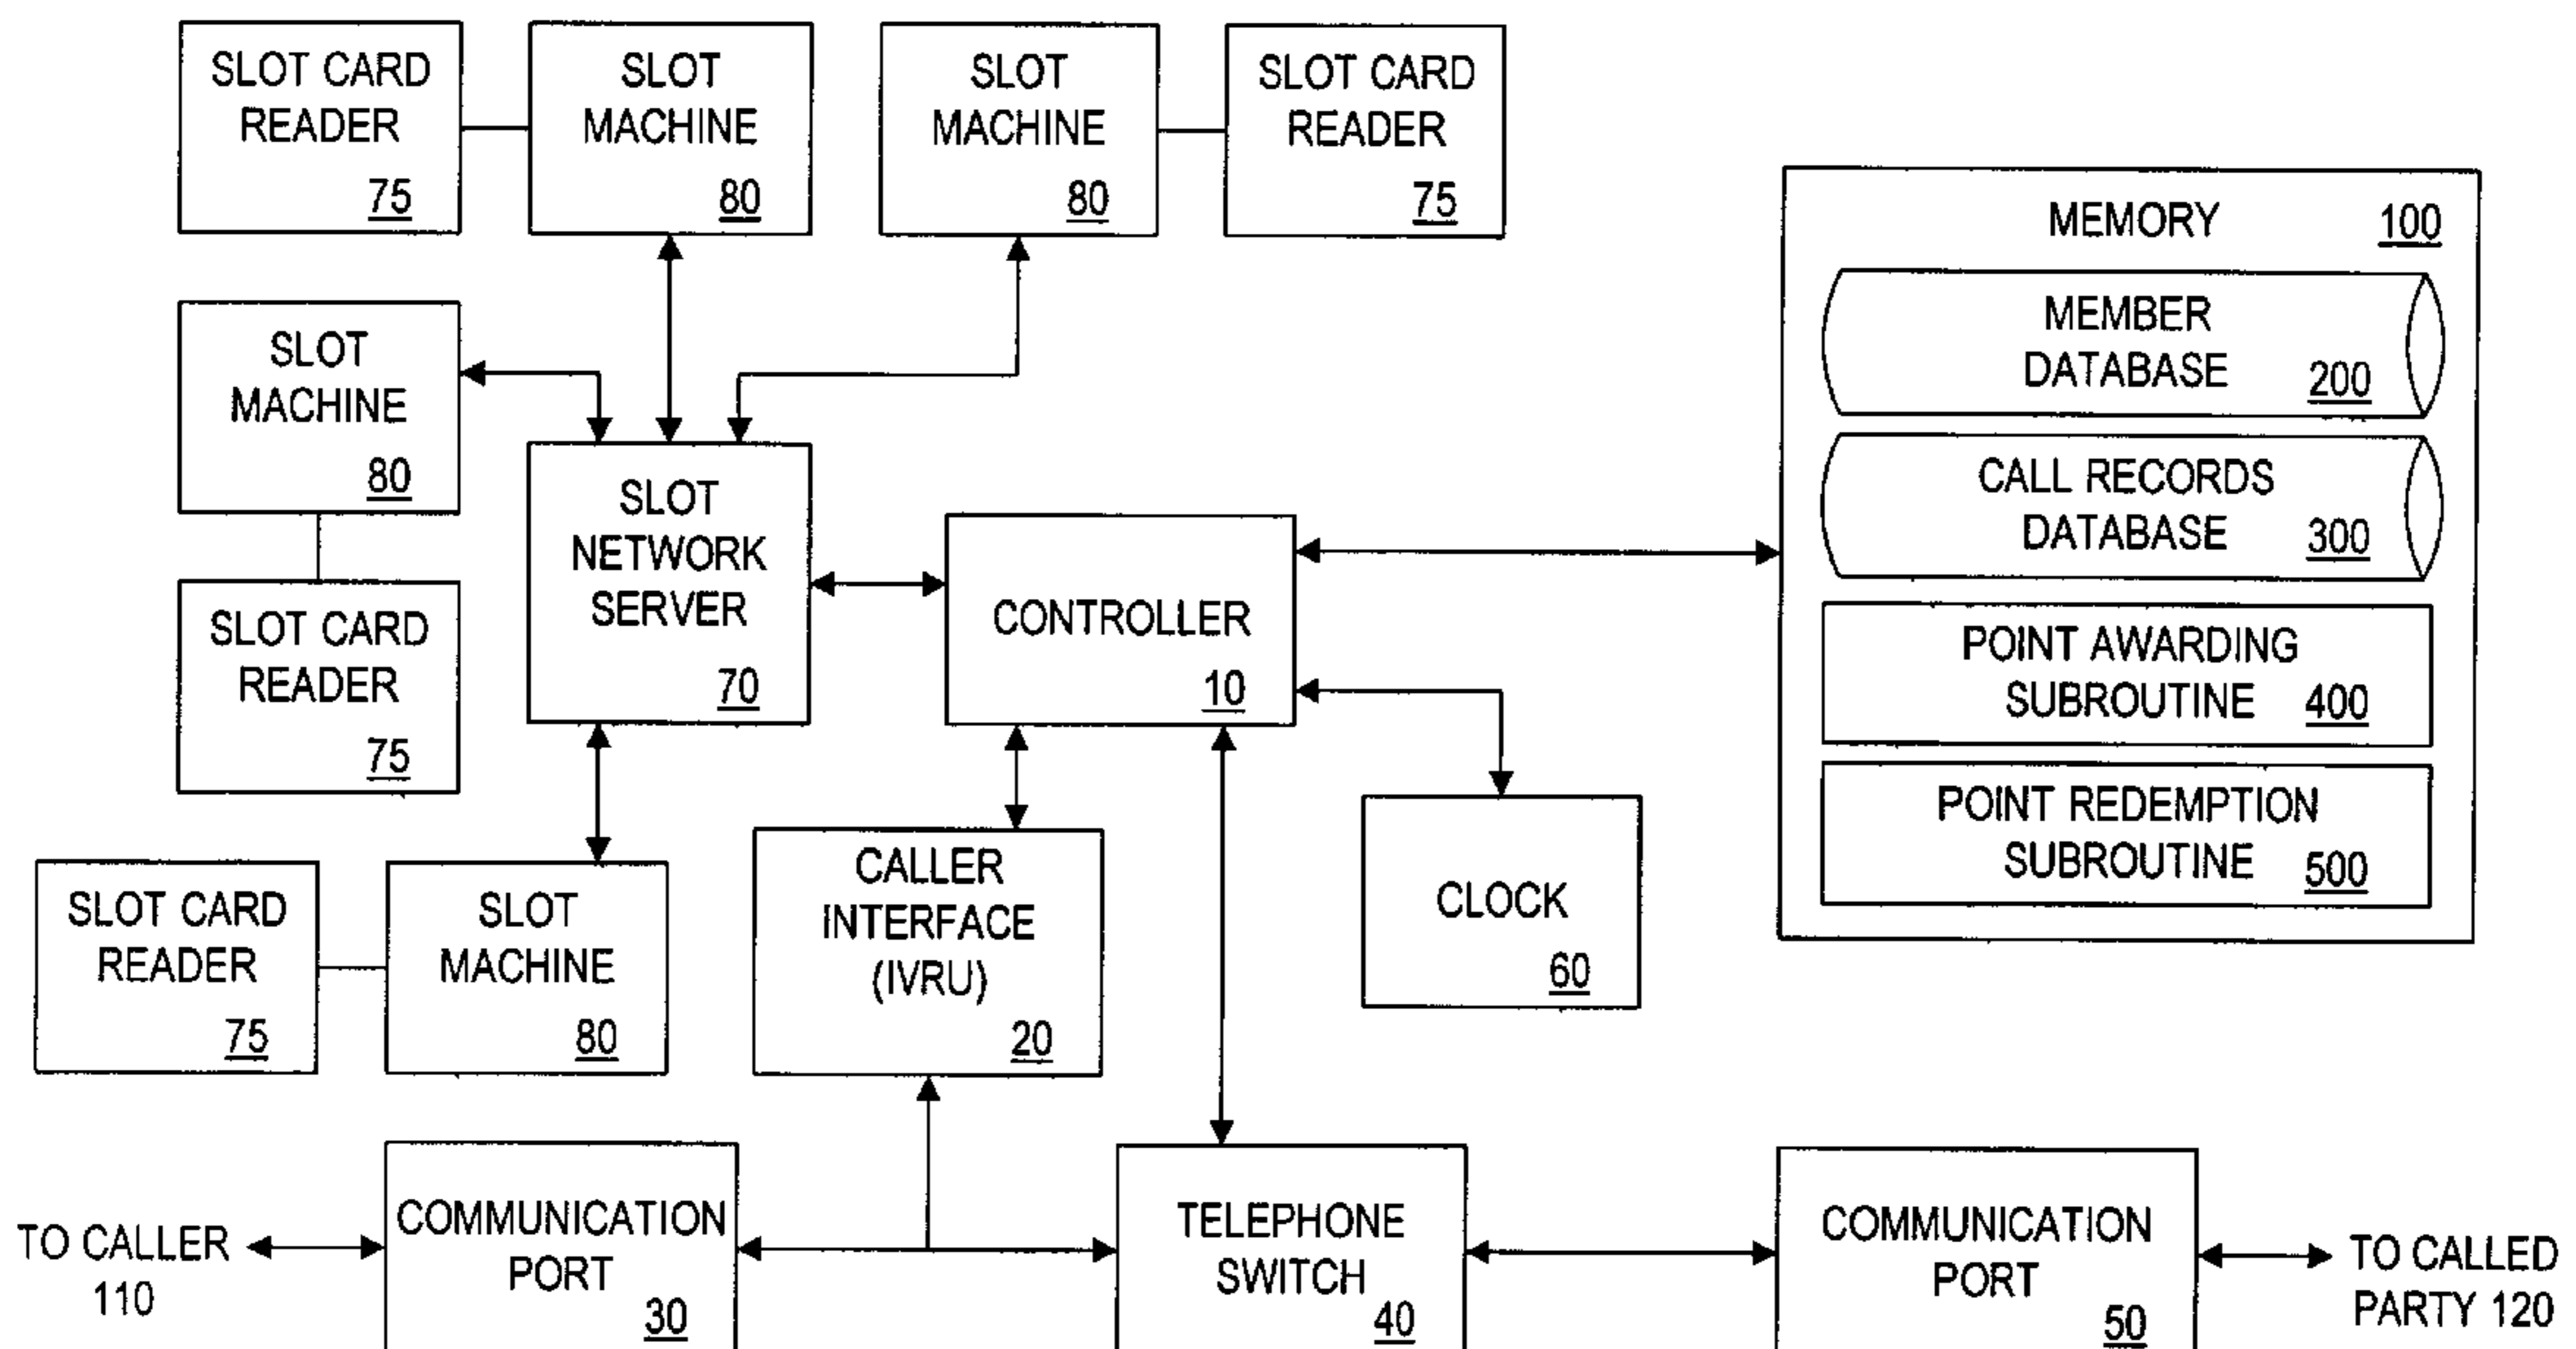 SLOT CARD
READER
75
SLOT
MACHINE
80
SLOT
MACHINE
80
SLOT CARD
READER
75
MEMORY 100
MEMBER
DATABASE 200
CALL RECORDS
DATABASE 300
POINT AWARDING
SUBROUTINE 400
POINT REDEMPTION
SUBROUTINE 500
SLOT
MACHINE
80
SLOT CARD
READER
75
SLOT
NETWORK
SERVER
70
CONTROLLER
10
CLOCK
60
SLOT CARD
READER
75
SLOT
MACHINE
80
CALLER
INTERFACE
(IVRU)
20
TO CALLER
110
COMMUNICATION
PORT
30
TELEPHONE
SWITCH
40
COMMUNICATION
PORT
50
TO CALLED
PARTY 120